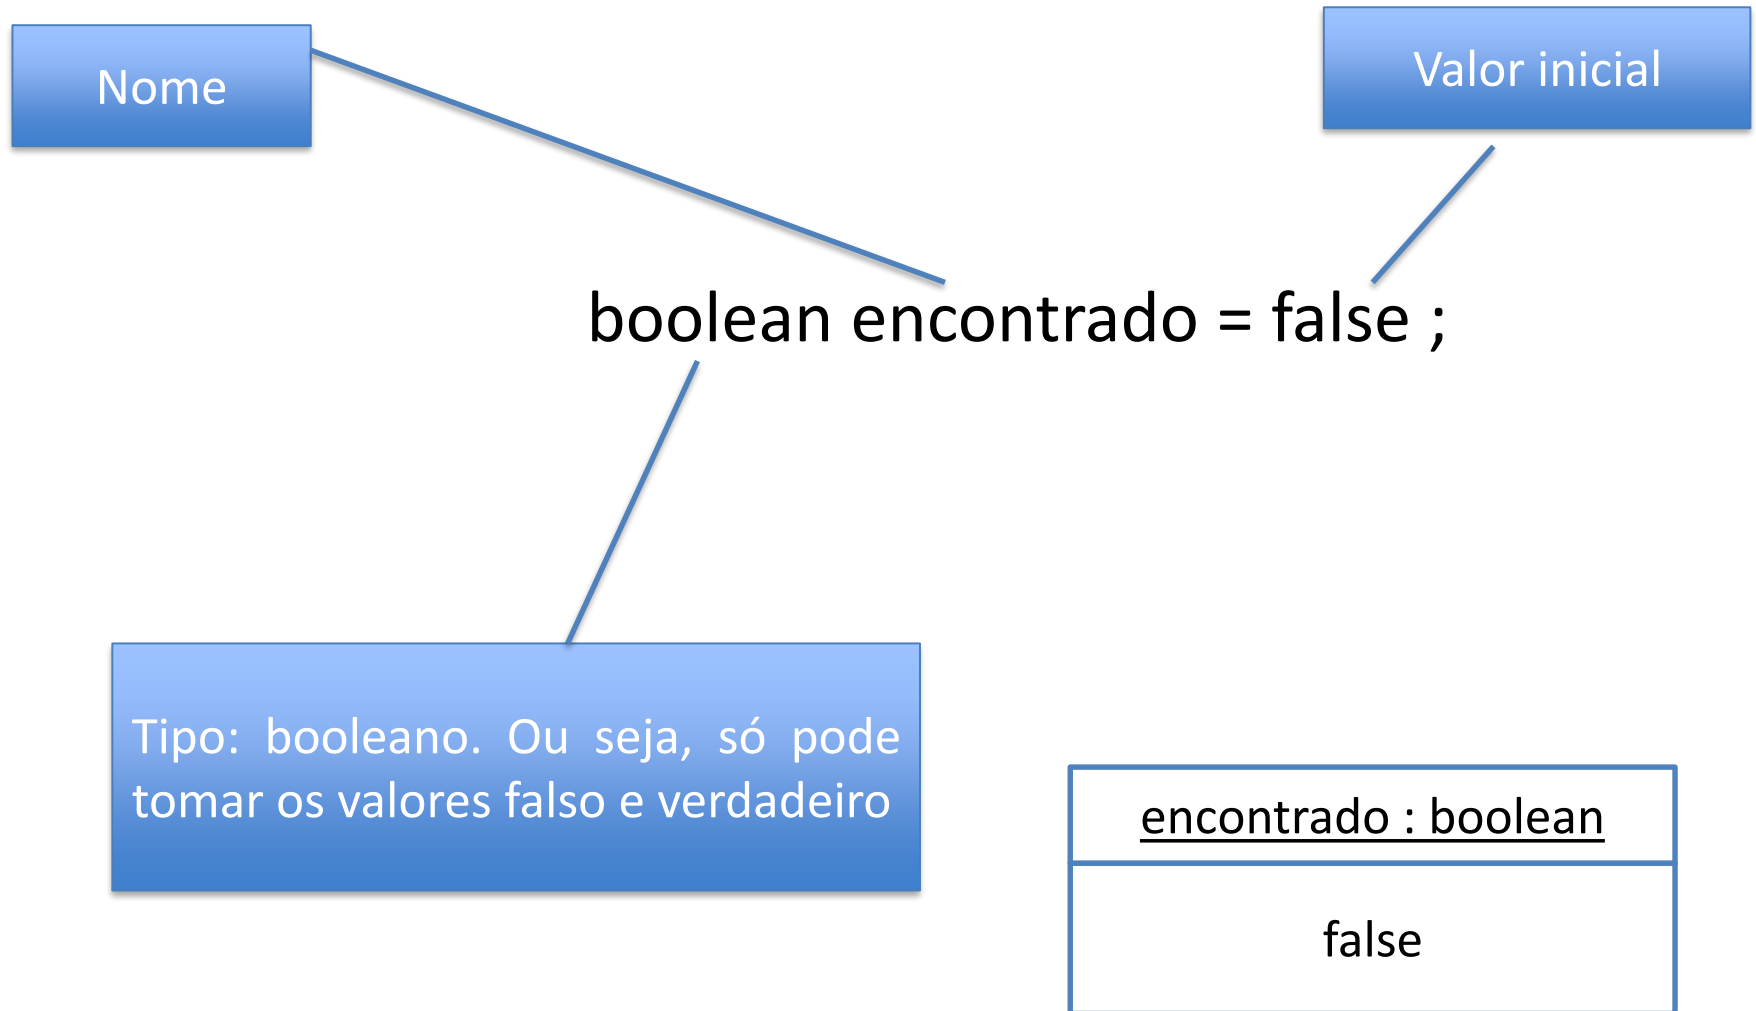 Nome
Valor inicial
boolean encontrado = false ;
Tipo: booleano. Ou seja, só pode
tomar os valores falso e verdadeiro
encontrado : boolean
false